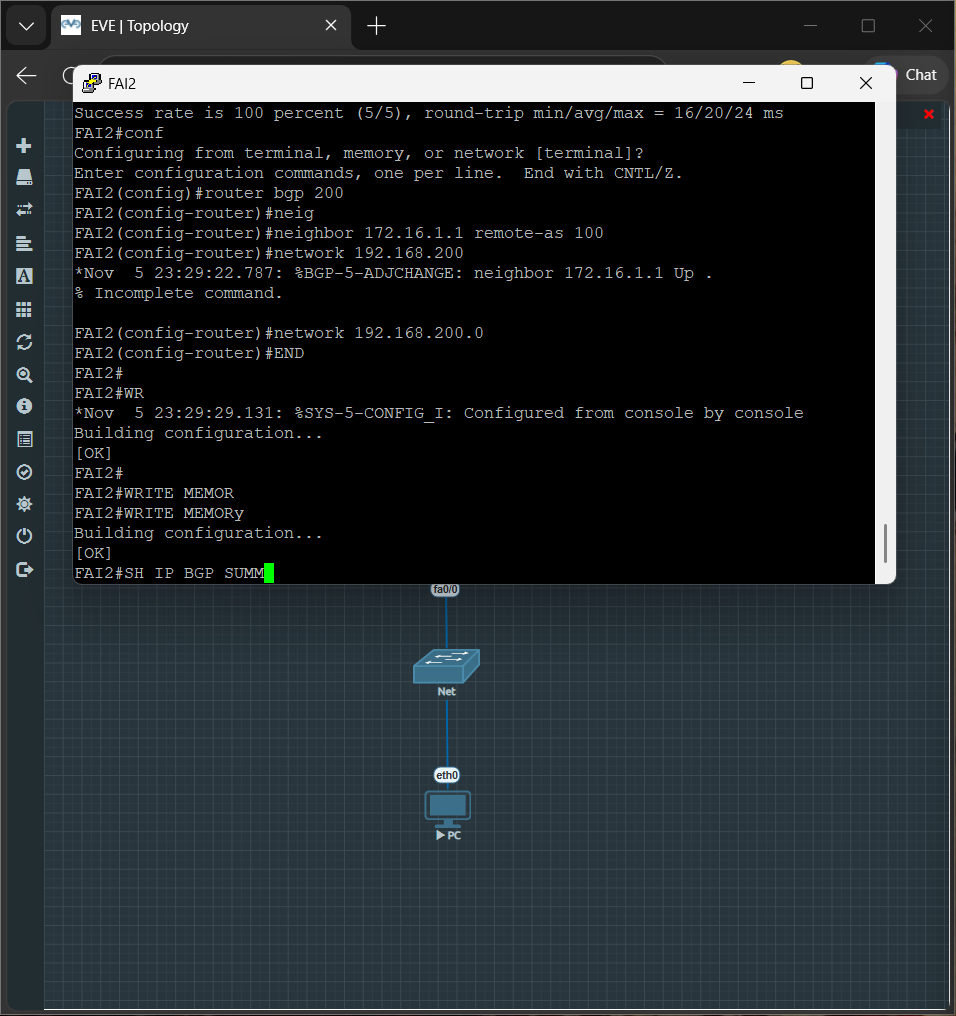 EVE | Topology
Chat
FAI2
Success rate is 100 percent (5/5), round-trip min/avg/max = 16/20/24 ms
FAI2#conf
Configuring from terminal, memory, or network [terminal]?
Enter configuration commands, one per line.  End with CNTL/Z.
FAI2(config)#router bgp 200
FAI2(config-router)#neig
FAI2(config-router)#neighbor 172.16.1.1 remote-as 100
FAI2(config-router)#network 192.168.200
*Nov  5 23:29:22.787: %BGP-5-ADJCHANGE: neighbor 172.16.1.1 Up .
% Incomplete command.
FAI2(config-router)#network 192.168.200.0
FAI2(config-router)#END
FAI2#
FAI2#WR
*Nov  5 23:29:29.131: %SYS-5-CONFIG_I: Configured from console by console
Building configuration...
[OK]
FAI2#
FAI2#WRITE MEMOR
FAI2#WRITE MEMORy
Building configuration...
[OK]
FAI2#SH IP BGP SUMM
fa0/0
Net
eth0
PC